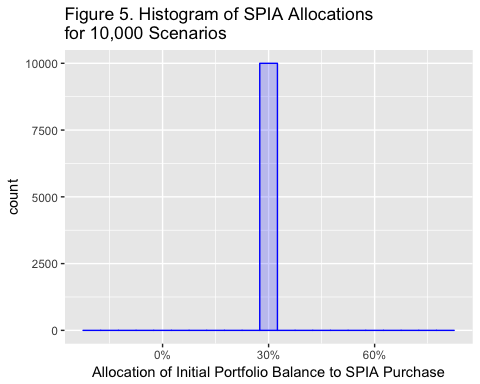 Figure 5. Histogram of SPIA Allocations
for 10,000 Scenarios
10000
7500
5000
2500
0
count
0%
30%
60%
Allocation of Initial Portfolio Balance to SPIA Purchase